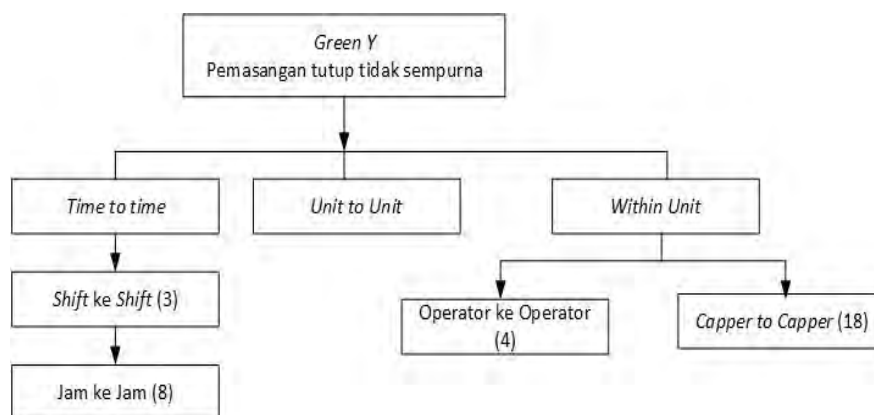 Green Y
Pemasangan tutup tidak sempurna
Time to time
Unit to Unit
Within Unit
Shift ke Shift (3)
Operator ke Operator
(4)
Capper to Capper (18)
Jam ke Jam (8)